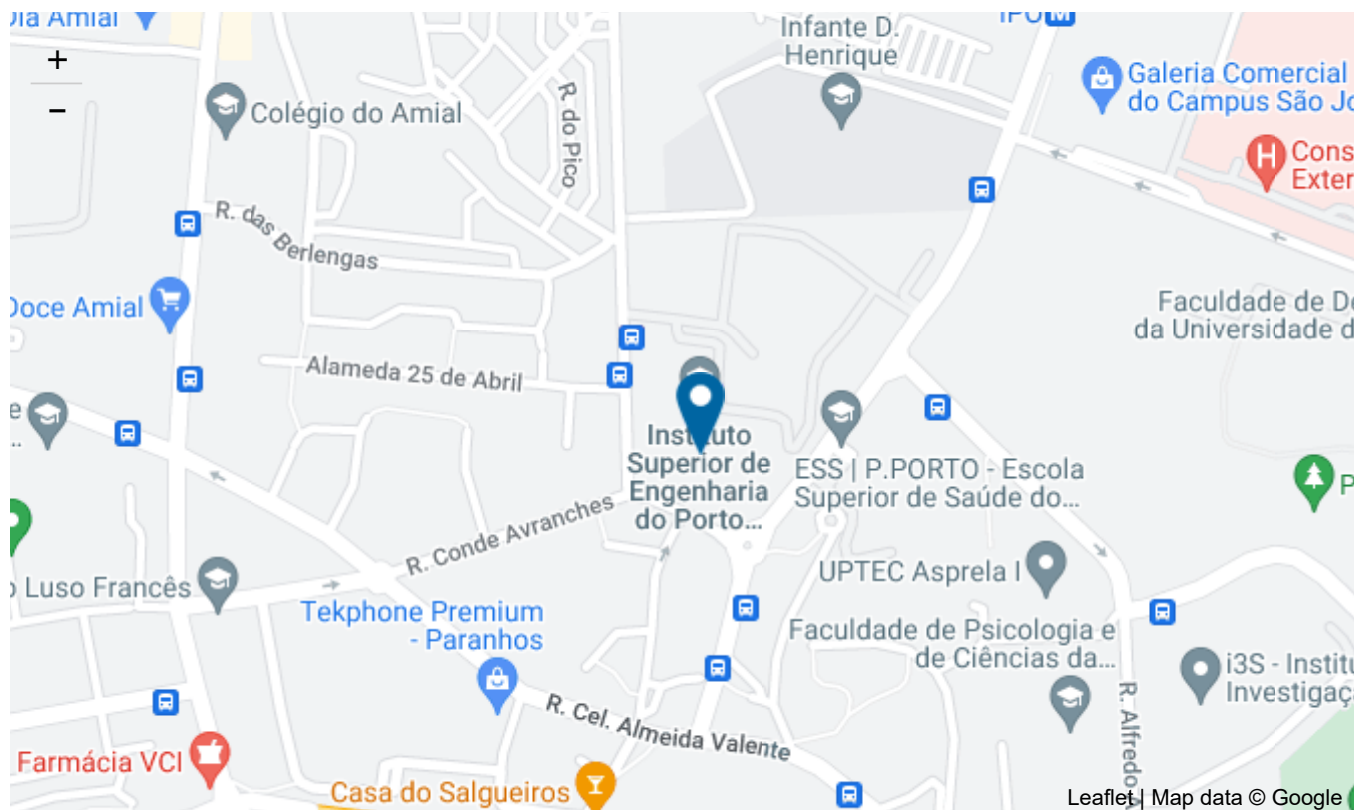 Dia Amial
IPO M
Infante D.
Henrique
+
−
Galeria Comercial
do Campus São Jo
R. do Pico
Colégio do Amial
H
Cons
Exter
R. das Berlengas
Doce Amial
Faculdade de De
da Universidade d
Alameda 25 de Abril
e
...
Instituto
Superior de
Engenharia
do Porto...
ESS | P.PORTO - Escola
Superior de Saúde do...
P
R. Conde Avranches
UPTEC Asprela I
o Luso Francês
Tekphone Premium
- Paranhos
Faculdade de Psicologia e
de Ciências da...
i3S - Institu
Investigaç
R. Alfredo A
R. Cel. Almeida Valente
Farmácia VCI
Casa do Salgueiros
Leaflet | Map data © Google